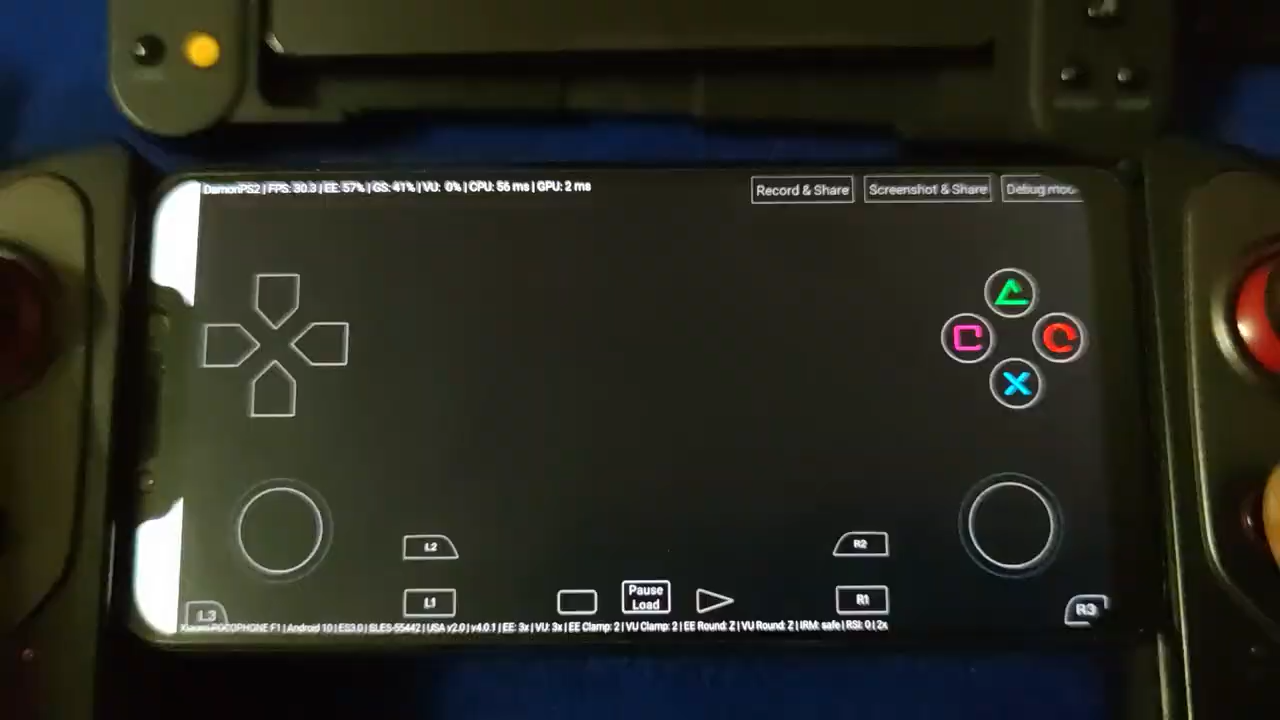 DamonPS2 | FPS: 30.3 | EE: 57% | GS: 41% | VU: 0% | CPU: 56 ms | GPU: 2 ms
Record & Share
Screenshot & Share
Debug mo
L2
R2
L1
Pause
Load
R1
L3
R3
Xiaomi POCOPHONE F1 | Android 10 | ES3.0 | SLES-55442 | USA v2.0 | v4.0.1 | EE: 3x | VU: 3x | EE Clamp: 2 | VU Clamp: 2 | EE Round: Z | VU Round: Z | IRM: safe | RSI: 0 | 2x